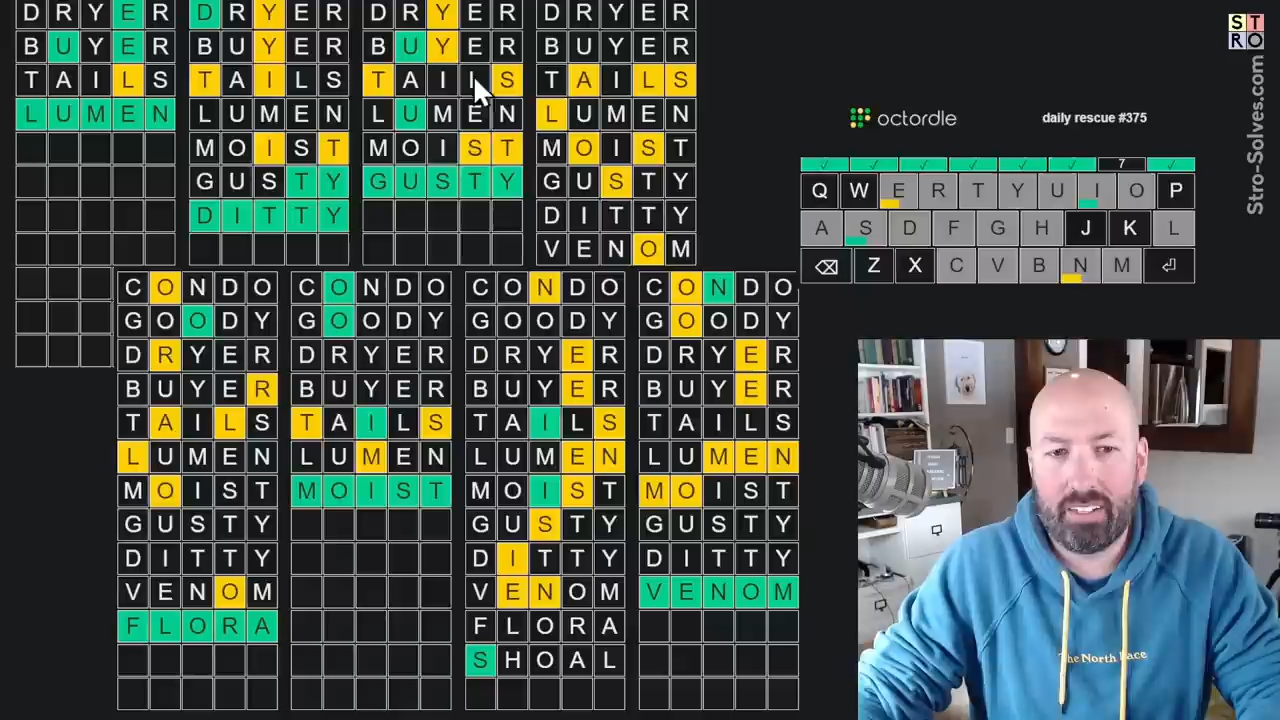 DRYER DRYER DRYER DRYER
BUYER BUYER BUYER BUYER
TAILS TAILS TAILS TAILS
LUMEN LUMEN LUMEN LUMEN
MOIST MOIST MOIST
GUSTY GUSTY GUSTY
DITTY DITTY
VENOM
CONDO CONDO CONDO CONDO
GOODY GOODY GOODY GOODY
DRYER DRYER DRYER DRYER
BUYER BUYER BUYER BUYER
TAILS TAILS TAILS TAILS
LUMEN LUMEN LUMEN LUMEN
MOIST MOIST MOIST MOIST
GUSTY GUSTY GUSTY
DITTY DITTY DITTY
VENOM VENOM VENOM
FLORA FLORA
SHOAL
octordle daily rescue #375
7
Q W E R T Y U I O P
A S D F G H J K L
Z X C V B N M
ST
RO
Stro-Solves.com
The North Face